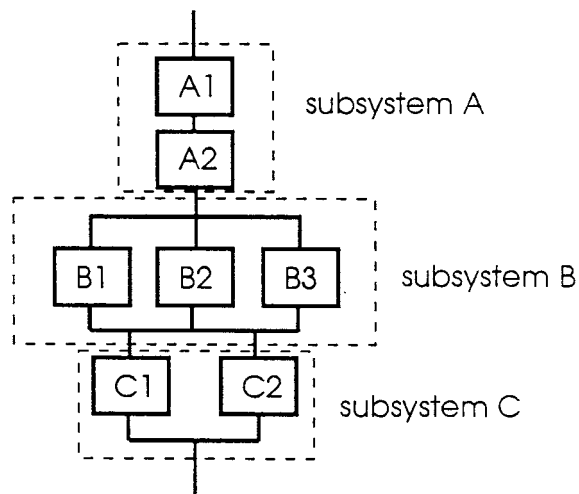 A1
subsystem A
A2
B1 B2 B3
subsystem B
C1 C2
subsystem C